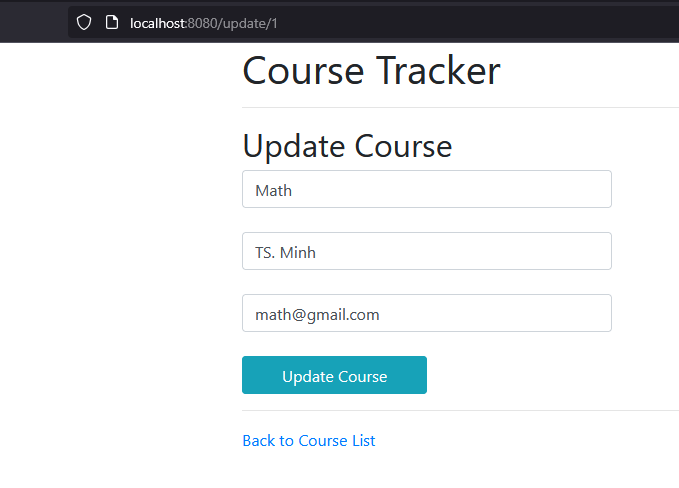 localhost:8080/update/1
Course Tracker
Update Course
Math
TS. Minh
math@gmail.com
Update Course
Back to Course List